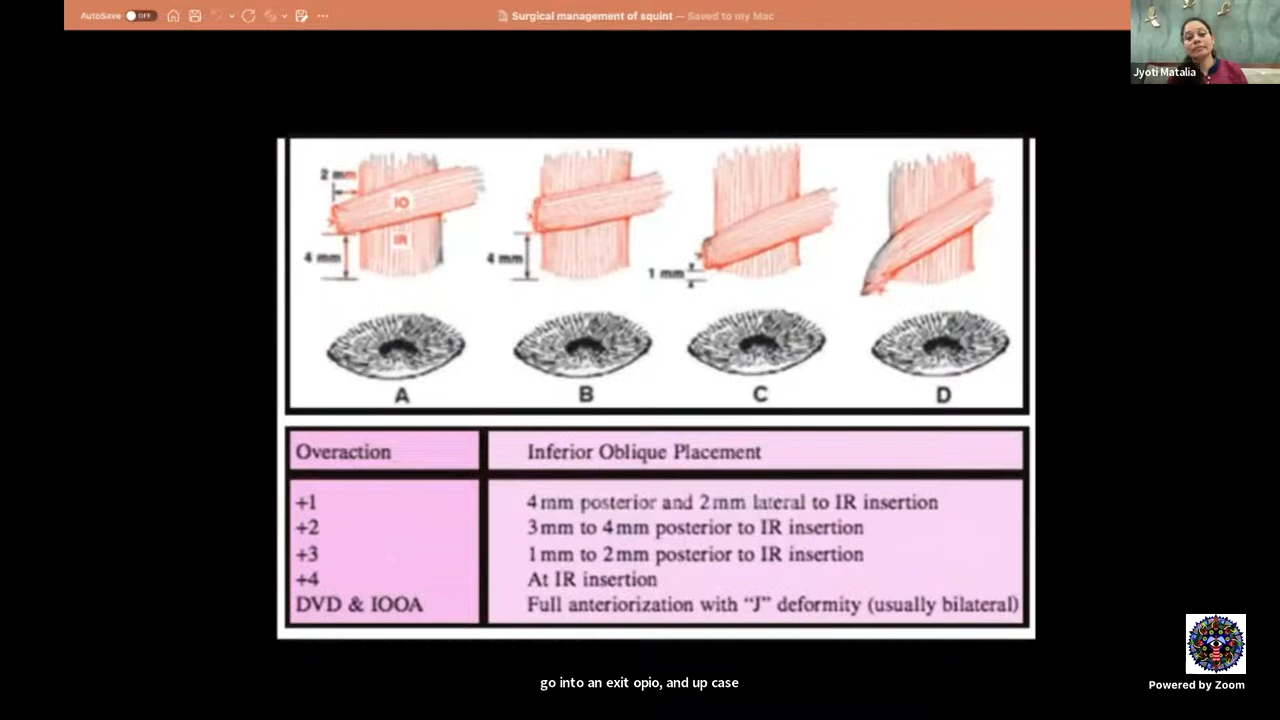 AutoSave OFF
Surgical management of squint — Saved to my Mac
Jyoti Matalia
2 mm
IO
IR
4 mm
4 mm
1 mm
A B C D
Overaction Inferior Oblique Placement
+1 4 mm posterior and 2 mm lateral to IR insertion
+2 3 mm to 4 mm posterior to IR insertion
+3 1 mm to 2 mm posterior to IR insertion
+4 At IR insertion
DVD & IOOA Full anteriorization with “J” deformity (usually bilateral)
go into an exit opio, and up case
Powered by Zoom